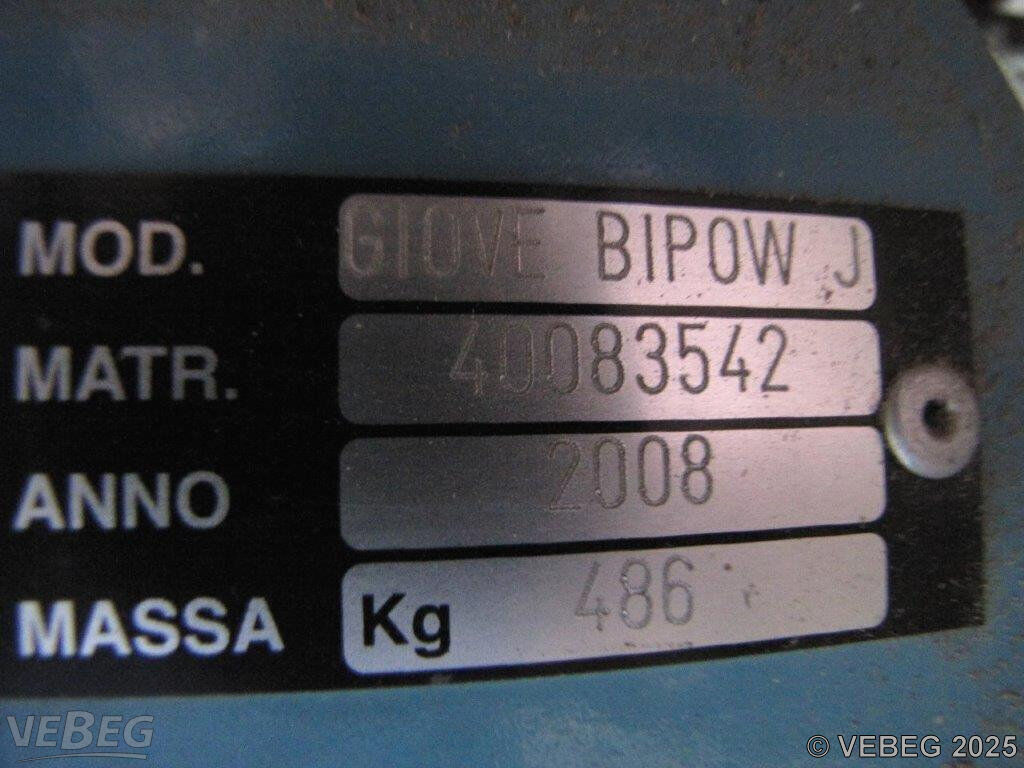 MOD. GIOVE BIPOW J
MATR. 40083542
ANNO 2008
MASSA Kg 486
VEBEG
© VEBEG 2025